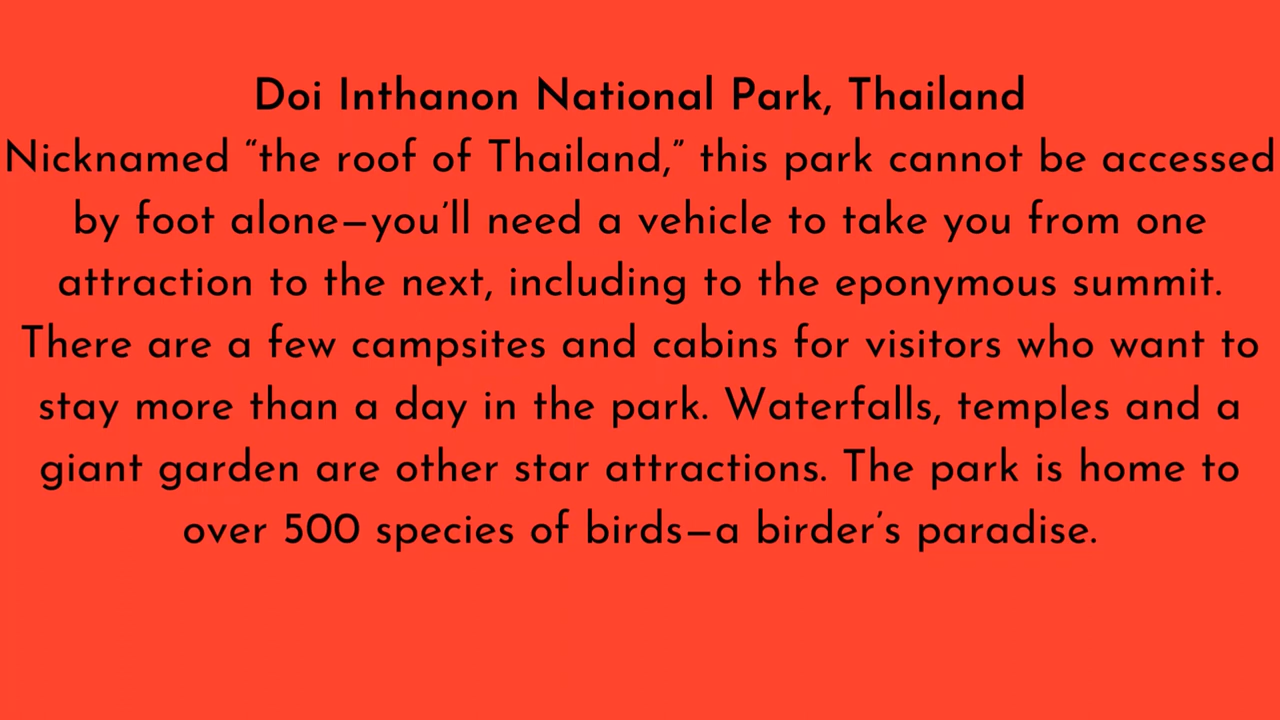 Doi Inthanon National Park, Thailand
Nicknamed “the roof of Thailand,” this park cannot be accessed
by foot alone—you’ll need a vehicle to take you from one
attraction to the next, including to the eponymous summit.
There are a few campsites and cabins for visitors who want to
stay more than a day in the park. Waterfalls, temples and a
giant garden are other star attractions. The park is home to
over 500 species of birds—a birder’s paradise.